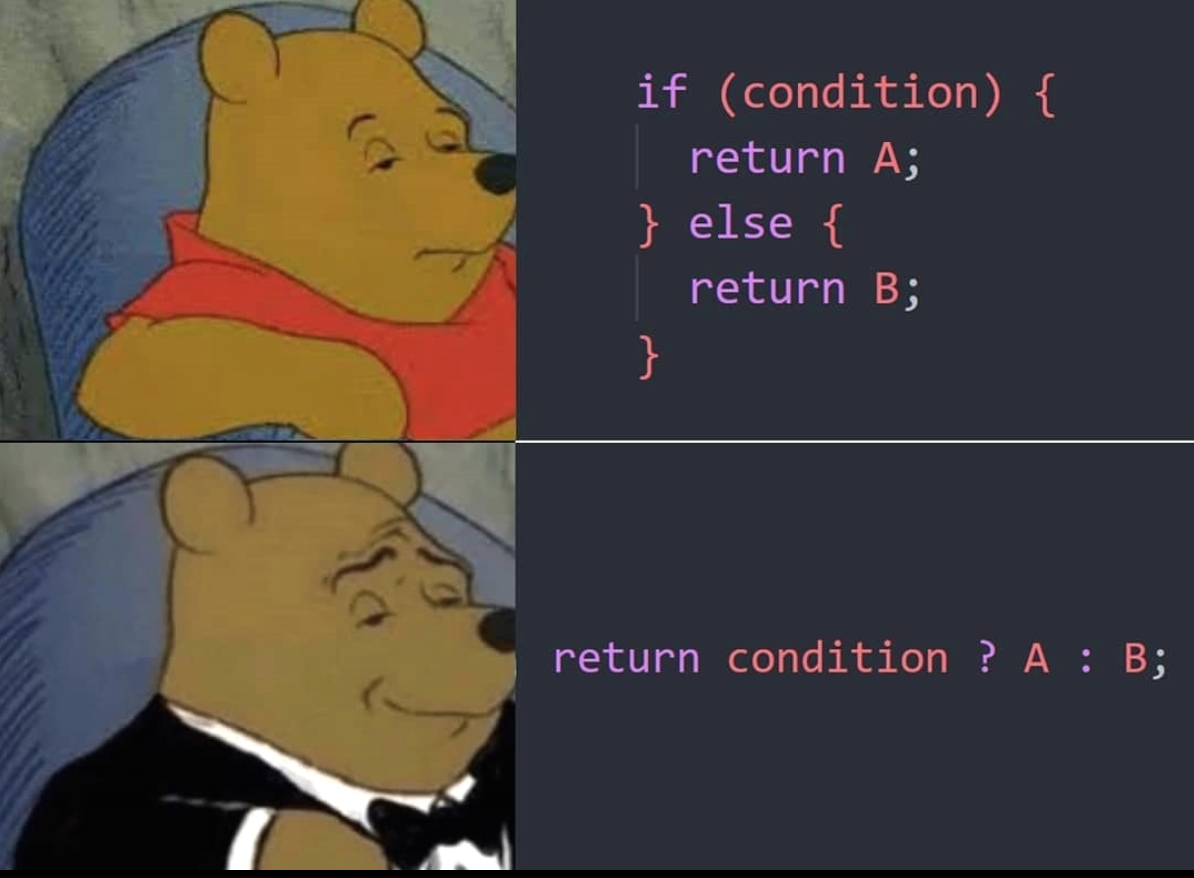 if (condition) {
  return A;
} else {
  return B;
}
return condition ? A : B;